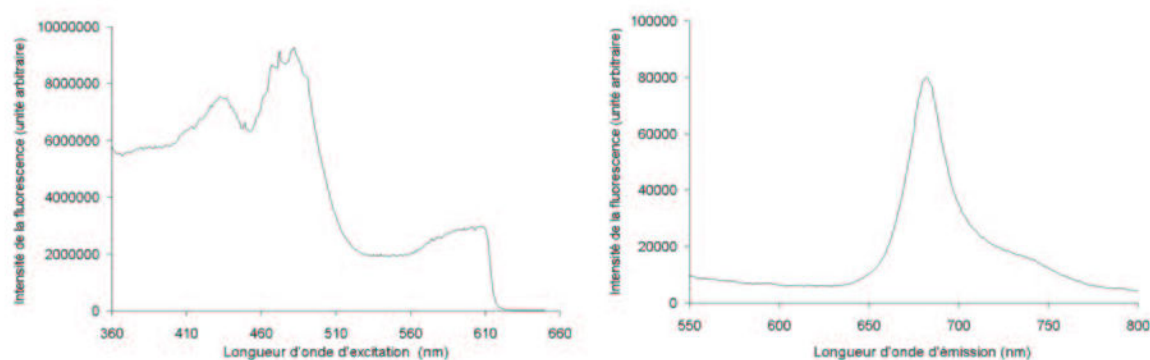 Intensité de la fluorescence (unité arbitraire)
10000000
8000000
6000000
4000000
2000000
0
360 410 460 510 560 610 660
Longueur d'onde d'excitation (nm)
Intensité de la fluorescence (unité arbitraire)
100000
80000
60000
40000
20000
0
550 600 650 700 750 800
Longueur d'onde d'émission (nm)